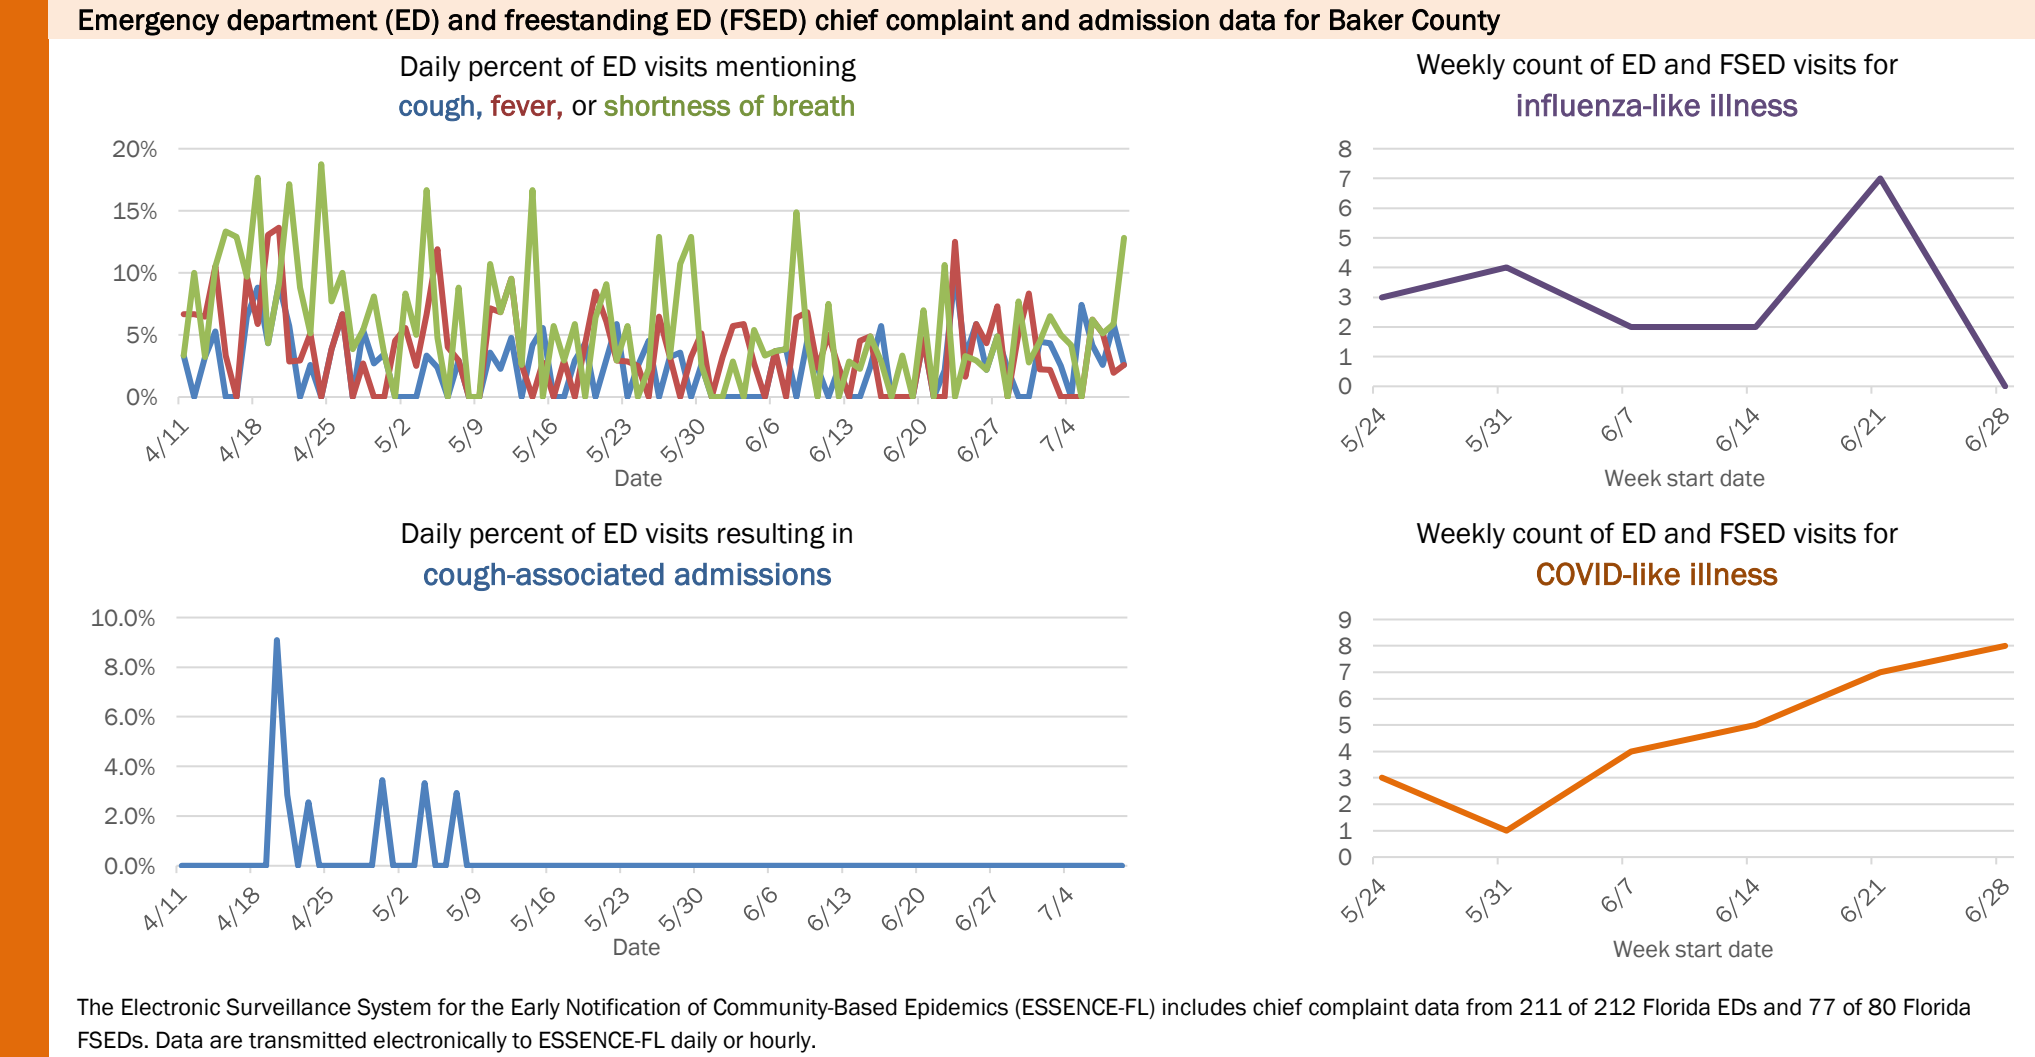 Emergency department (ED) and freestanding ED (FSED) chief complaint and admission data for Baker County
Daily percent of ED visits mentioning
cough, fever, or shortness of breath
20%
15%
10%
5%
0%
4/11 4/18 4/25 5/2 5/9 5/16 5/23 5/30 6/6 6/13 6/20 6/27 7/4
Date
Weekly count of ED and FSED visits for
influenza-like illness
8
7
6
5
4
3
2
1
0
5/24 5/31 6/7 6/14 6/21 6/28
Week start date
Daily percent of ED visits resulting in
cough-associated admissions
10.0%
8.0%
6.0%
4.0%
2.0%
0.0%
4/11 4/18 4/25 5/2 5/9 5/16 5/23 5/30 6/6 6/13 6/20 6/27 7/4
Date
Weekly count of ED and FSED visits for
COVID-like illness
9
8
7
6
5
4
3
2
1
0
5/24 5/31 6/7 6/14 6/21 6/28
Week start date
The Electronic Surveillance System for the Early Notification of Community-Based Epidemics (ESSENCE-FL) includes chief complaint data from 211 of 212 Florida EDs and 77 of 80 Florida
FSEDs. Data are transmitted electronically to ESSENCE-FL daily or hourly.